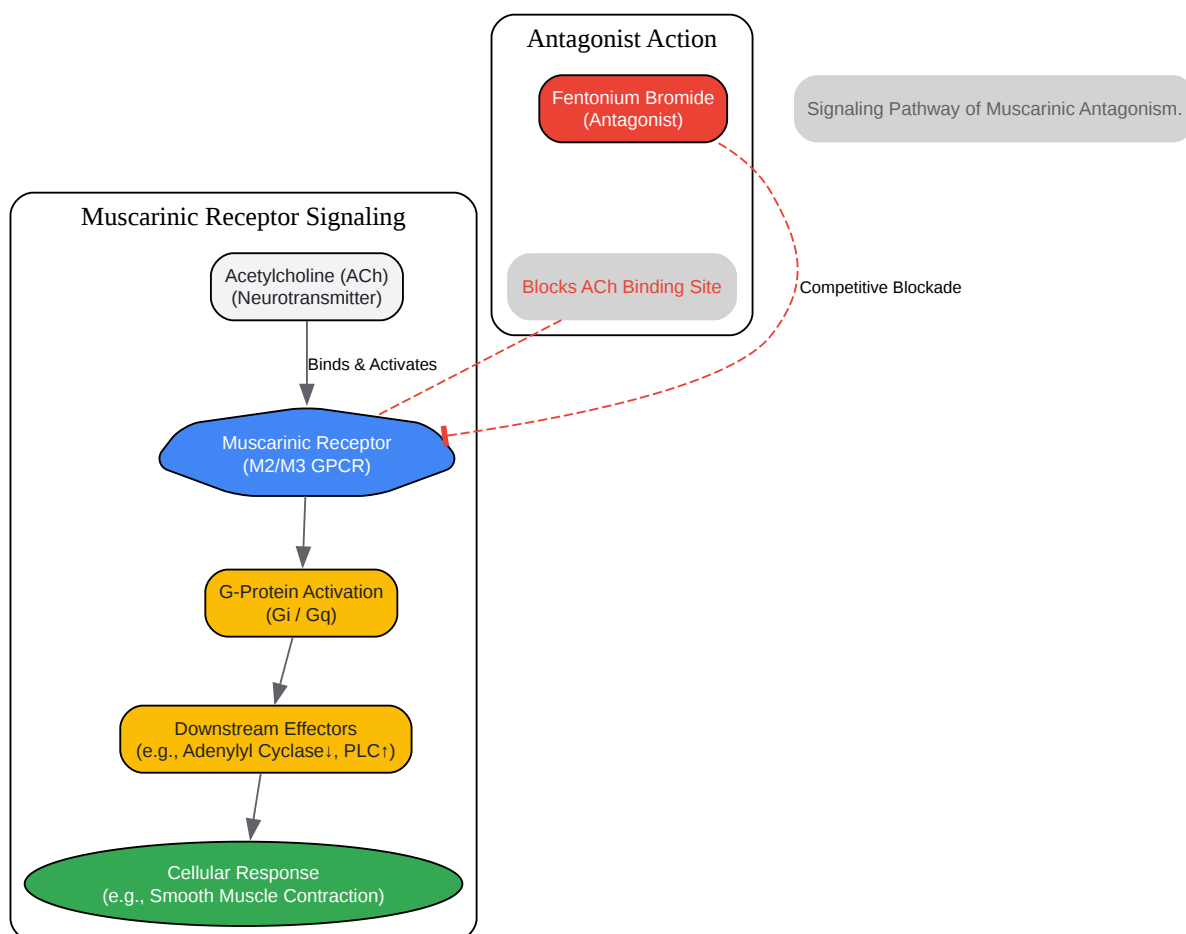 Antagonist Action
Fentonium Bromide
(Antagonist)
Signaling Pathway of Muscarinic Antagonism.
Muscarinic Receptor Signaling
Acetylcholine (ACh)
(Neurotransmitter)
Blocks ACh Binding Site
Competitive Blockade
Binds & Activates
Muscarinic Receptor
(M2/M3 GPCR)
G-Protein Activation
(Gi / Gq)
Downstream Effectors
(e.g., Adenylyl Cyclase↓, PLC↑)
Cellular Response
(e.g., Smooth Muscle Contraction)